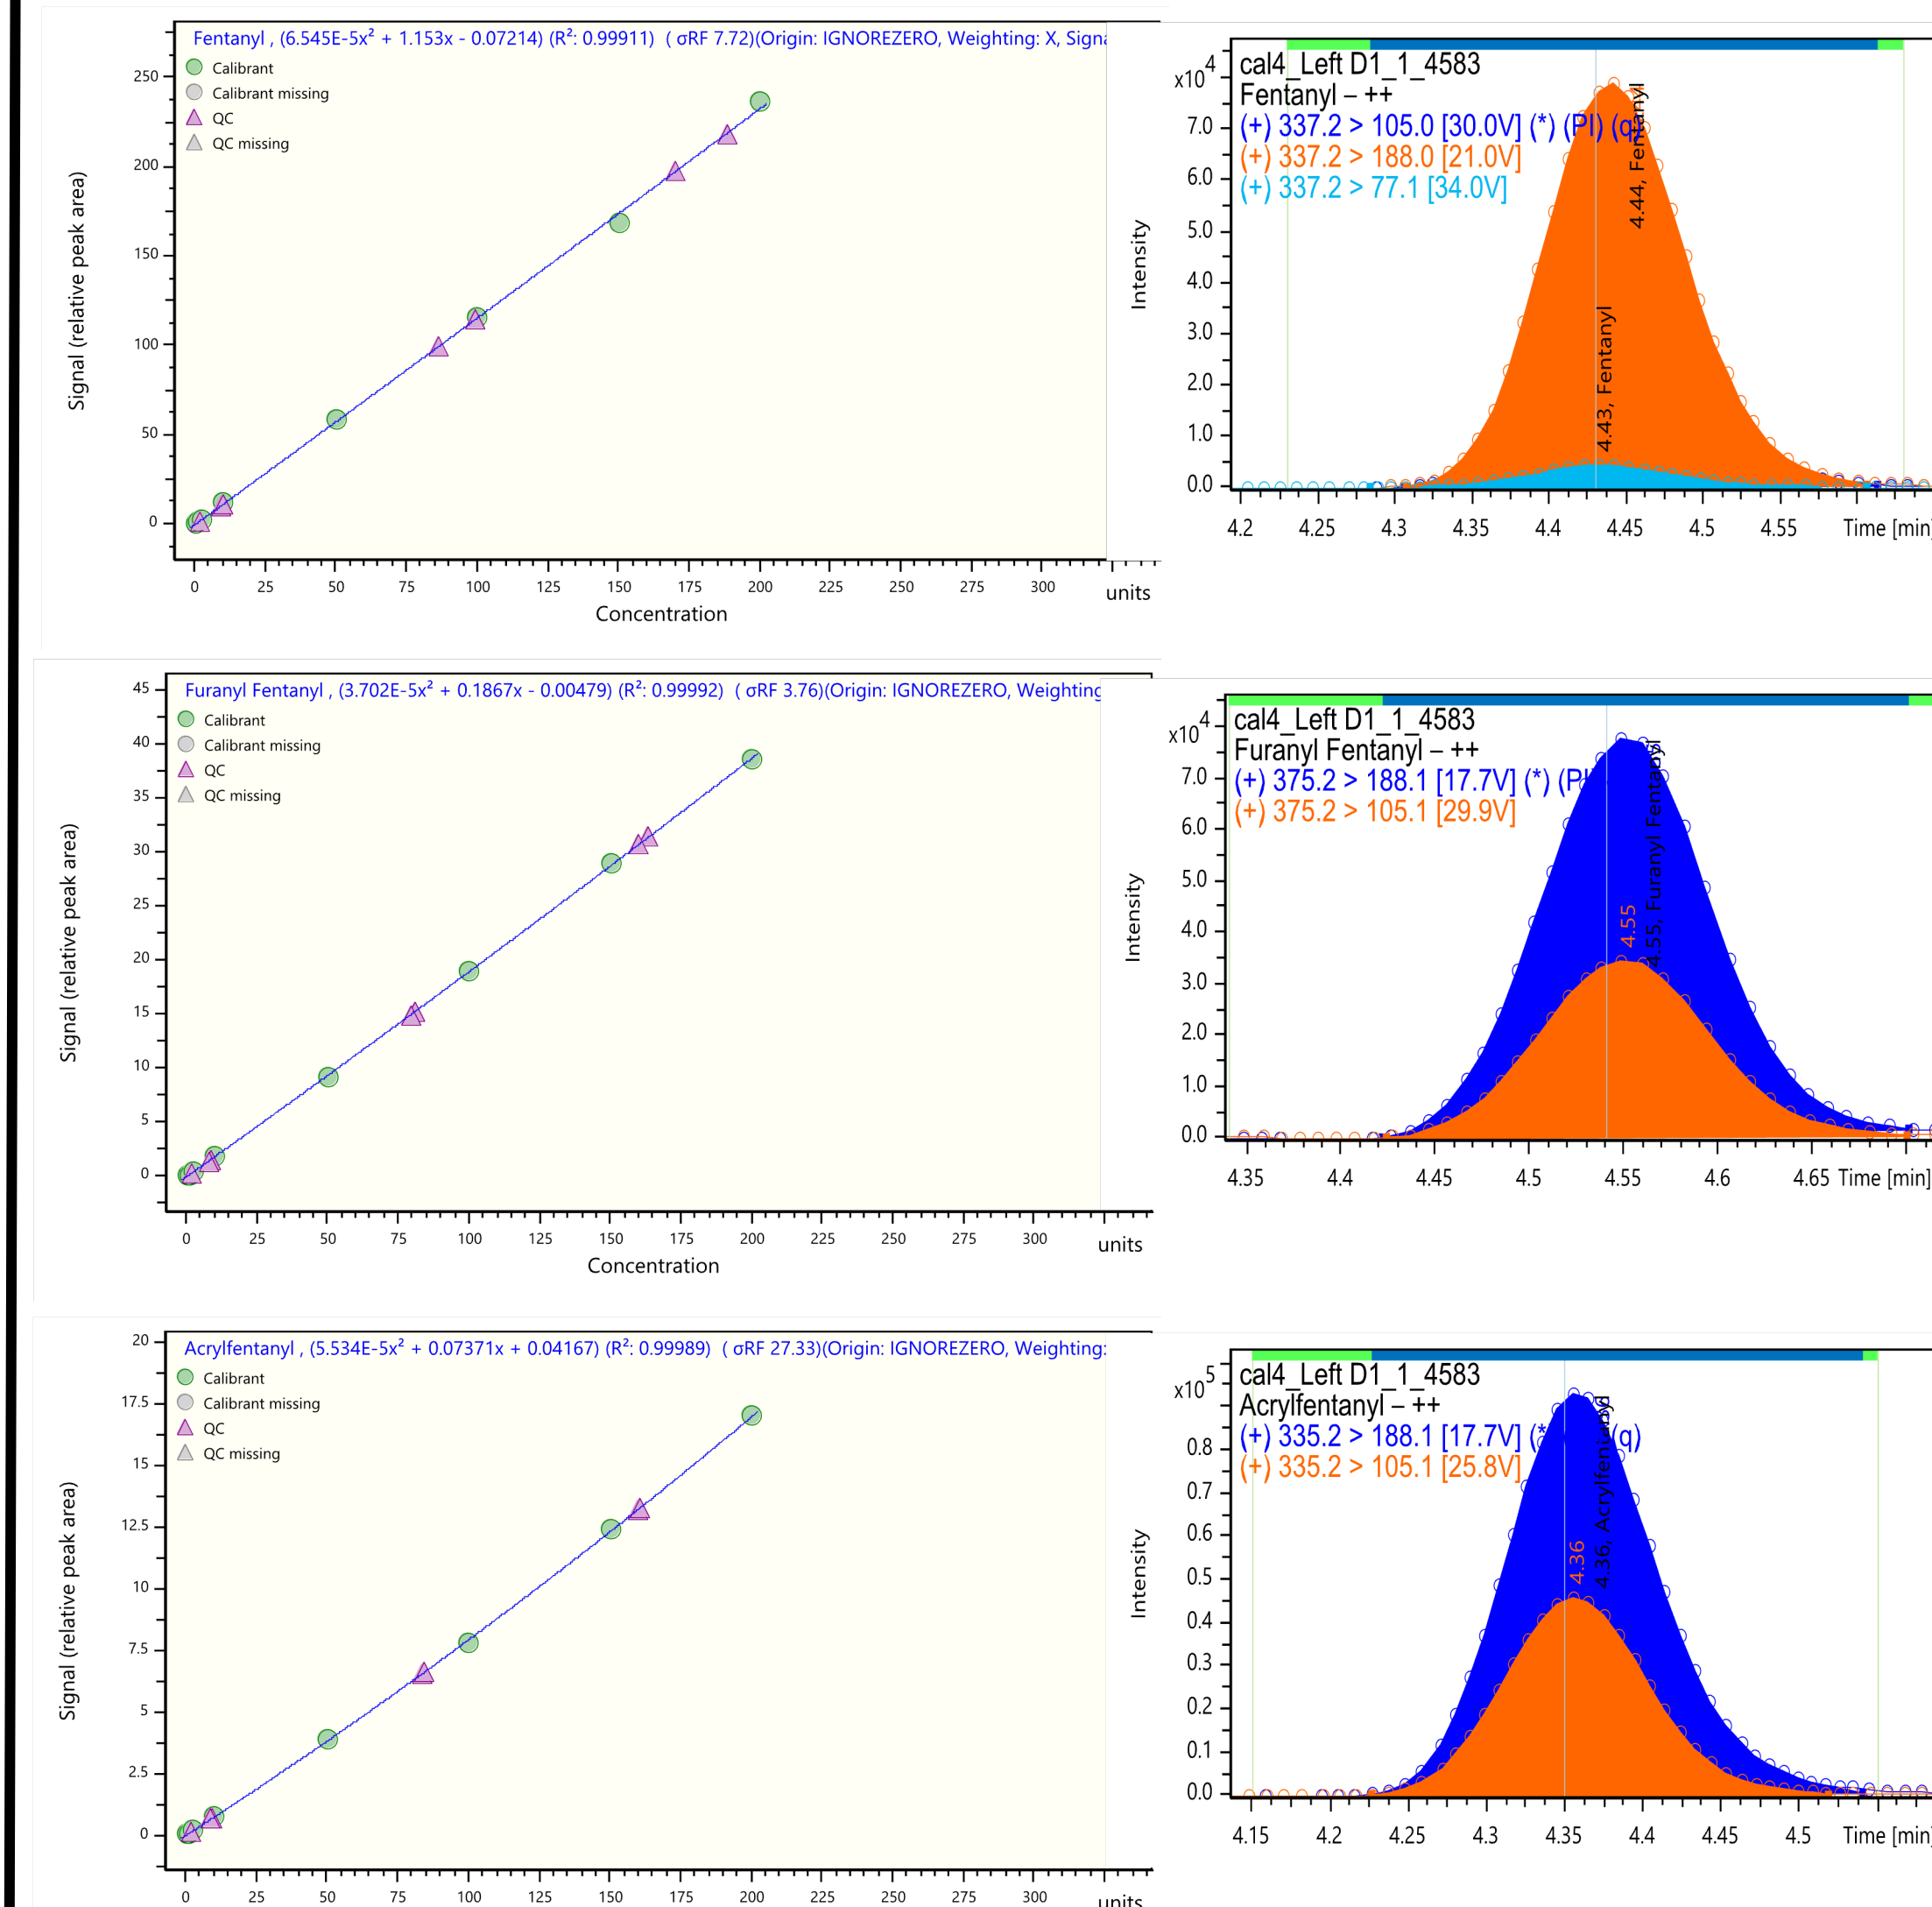 Fentanyl , (6.545E-5x² + 1.153x - 0.07214) (R²: 0.99911) ( σRF 7.72)(Origin: IGNOREZERO, Weighting: X, Signa
Calibrant
Calibrant missing
QC
QC missing
250
200
150
100
50
0
Signal (relative peak area)
0 25 50 75 100 125 150 175 200 225 250 275 300 units
Concentration
cal4_Left D1_1_4583
Fentanyl – ++
(+) 337.2 > 105.0 [30.0V] (*) (PI) (q)
(+) 337.2 > 188.0 [21.0V]
(+) 337.2 > 77.1 [34.0V]
x10⁴
7.0
6.0
5.0
4.0
3.0
2.0
1.0
0.0
Intensity
4.44, Fentanyl
4.43, Fentanyl
4.2 4.25 4.3 4.35 4.4 4.45 4.5 4.55 Time [min]
Furanyl Fentanyl , (3.702E-5x² + 0.1867x - 0.00479) (R²: 0.99992) ( σRF 3.76)(Origin: IGNOREZERO, Weighting
Calibrant
Calibrant missing
QC
QC missing
45
40
35
30
25
20
15
10
5
0
Signal (relative peak area)
0 25 50 75 100 125 150 175 200 225 250 275 300 units
Concentration
cal4_Left D1_1_4583
Furanyl Fentanyl – ++
(+) 375.2 > 188.1 [17.7V] (*) (PI
(+) 375.2 > 105.1 [29.9V]
x10⁴
7.0
6.0
5.0
4.0
3.0
2.0
1.0
0.0
Intensity
4.55
4.55, Furanyl Fentanyl
4.35 4.4 4.45 4.5 4.55 4.6 4.65 Time [min]
Acrylfentanyl , (5.534E-5x² + 0.07371x + 0.04167) (R²: 0.99989) ( σRF 27.33)(Origin: IGNOREZERO, Weighting:
Calibrant
Calibrant missing
QC
QC missing
20
17.5
15
12.5
10
7.5
5
2.5
0
Signal (relative peak area)
0 25 50 75 100 125 150 175 200 225 250 275 300 units
cal4_Left D1_1_4583
Acrylfentanyl – ++
(+) 335.2 > 188.1 [17.7V] (* (q)
(+) 335.2 > 105.1 [25.8V]
x10⁵
0.8
0.7
0.6
0.5
0.4
0.3
0.2
0.1
0.0
Intensity
4.36
4.36, Acrylfentanyl
4.15 4.2 4.25 4.3 4.35 4.4 4.45 4.5 Time [min]